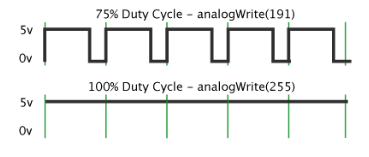 75% Duty Cycle - analogWrite(191)
5v
0v
100% Duty Cycle - analogWrite(255)
5v
0v